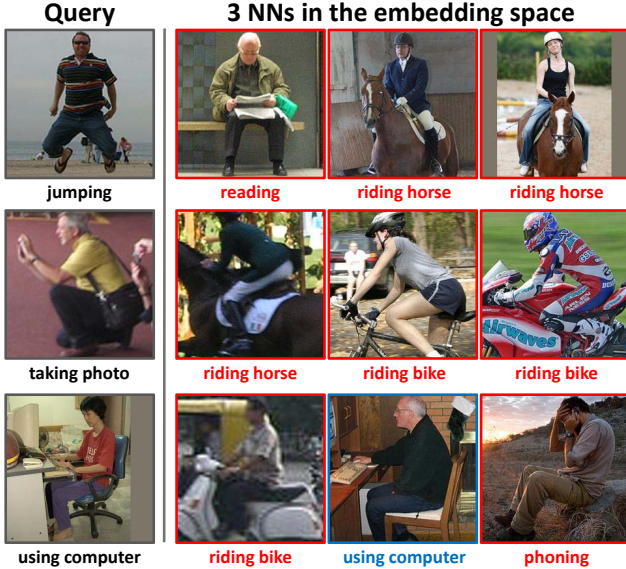 Query
3 NNs in the embedding space
jumping
reading
riding horse
riding horse
taking photo
riding horse
riding bike
riding bike
airwaves
using computer
riding bike
using computer
phoning